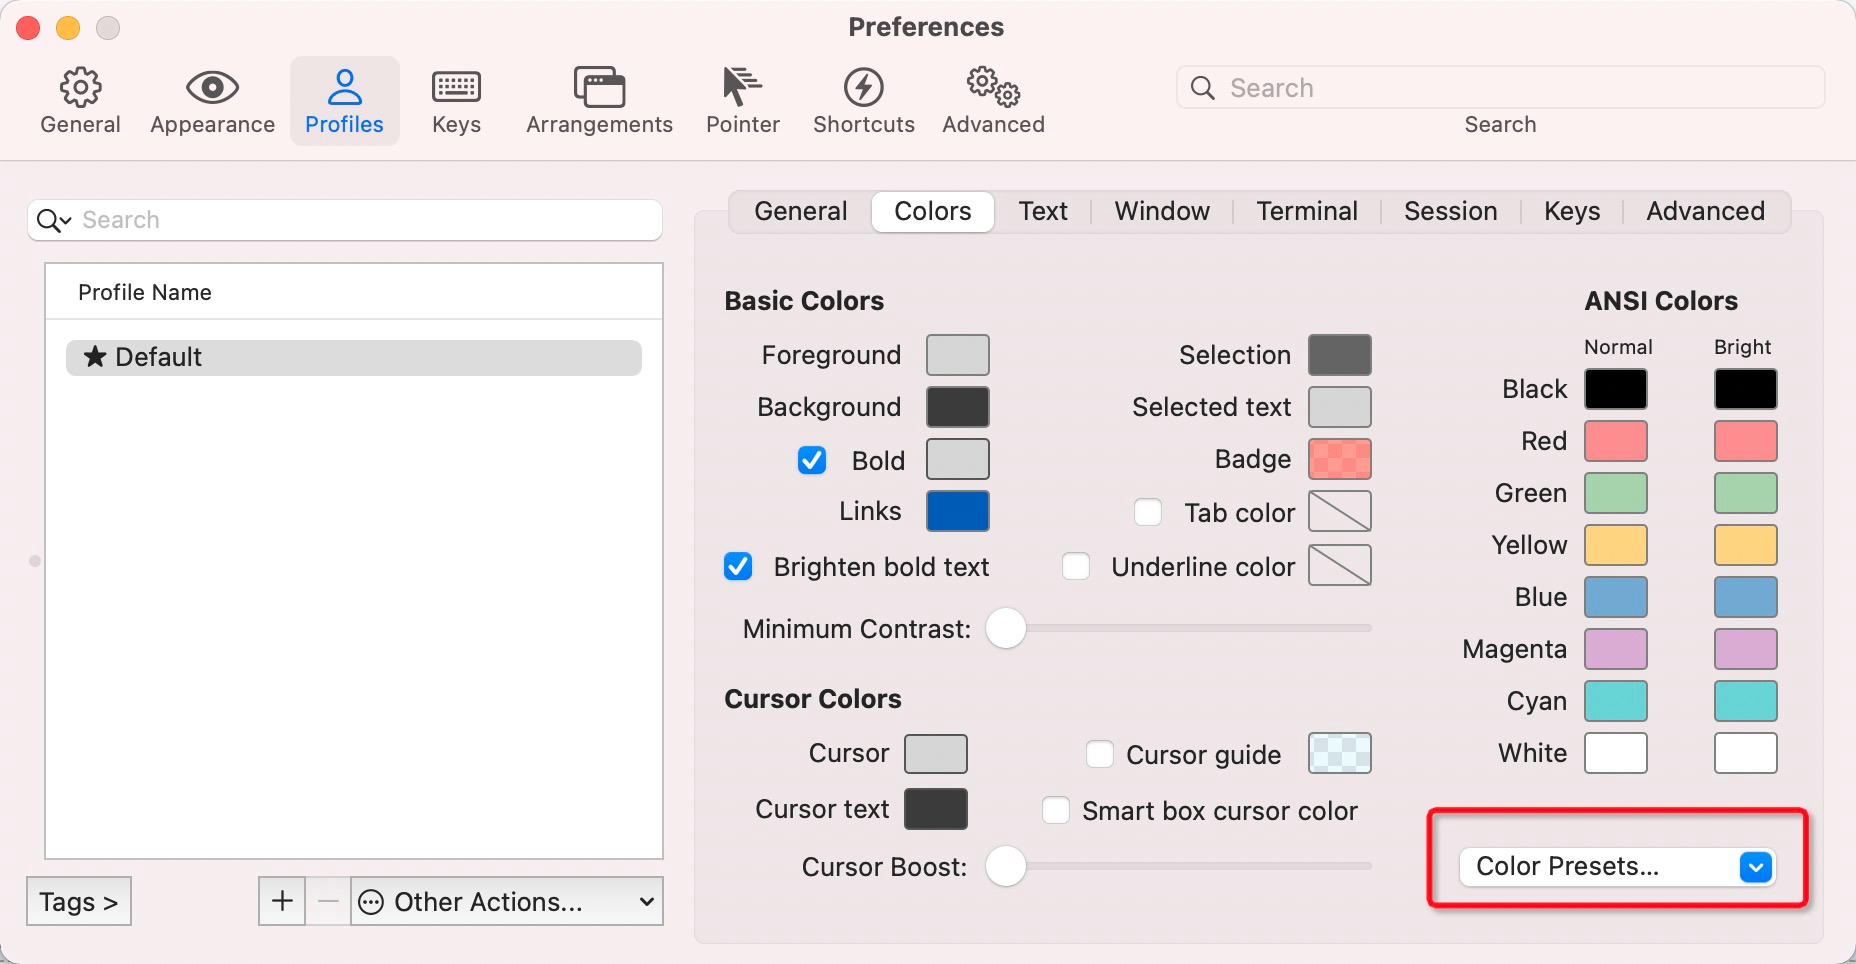 Preferences
General Appearance Profiles Keys Arrangements Pointer Shortcuts Advanced
Search
Search
Search
Profile Name
Default
Tags >
+ − Other Actions...
General Colors Text Window Terminal Session Keys Advanced
Basic Colors
Foreground
Background
Bold
Links
Brighten bold text
Selection
Selected text
Badge
Tab color
Underline color
Minimum Contrast:
Cursor Colors
Cursor
Cursor text
Cursor guide
Smart box cursor color
Cursor Boost:
ANSI Colors
Normal Bright
Black
Red
Green
Yellow
Blue
Magenta
Cyan
White
Color Presets...